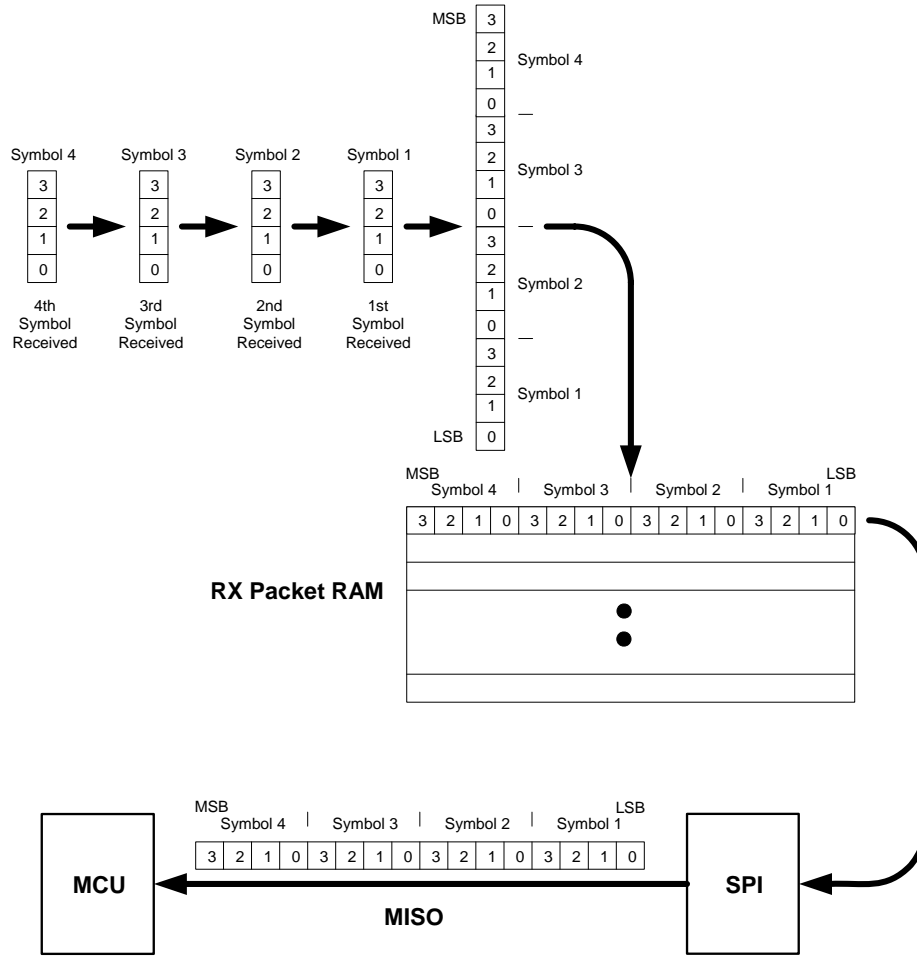 MSB
3
2
1
0
Symbol 4
3
2
1
0
Symbol 3
3
2
1
0
Symbol 2
3
2
1
0
Symbol 1
LSB
Symbol 4
3
2
1
0
4th
Symbol
Received
Symbol 3
3
2
1
0
3rd
Symbol
Received
Symbol 2
3
2
1
0
2nd
Symbol
Received
Symbol 1
3
2
1
0
1st
Symbol
Received
MSB LSB
Symbol 4 Symbol 3 Symbol 2 Symbol 1
3 2 1 0 3 2 1 0 3 2 1 0 3 2 1 0
RX Packet RAM
MSB LSB
Symbol 4 Symbol 3 Symbol 2 Symbol 1
3 2 1 0 3 2 1 0 3 2 1 0 3 2 1 0
MCU
SPI
MISO